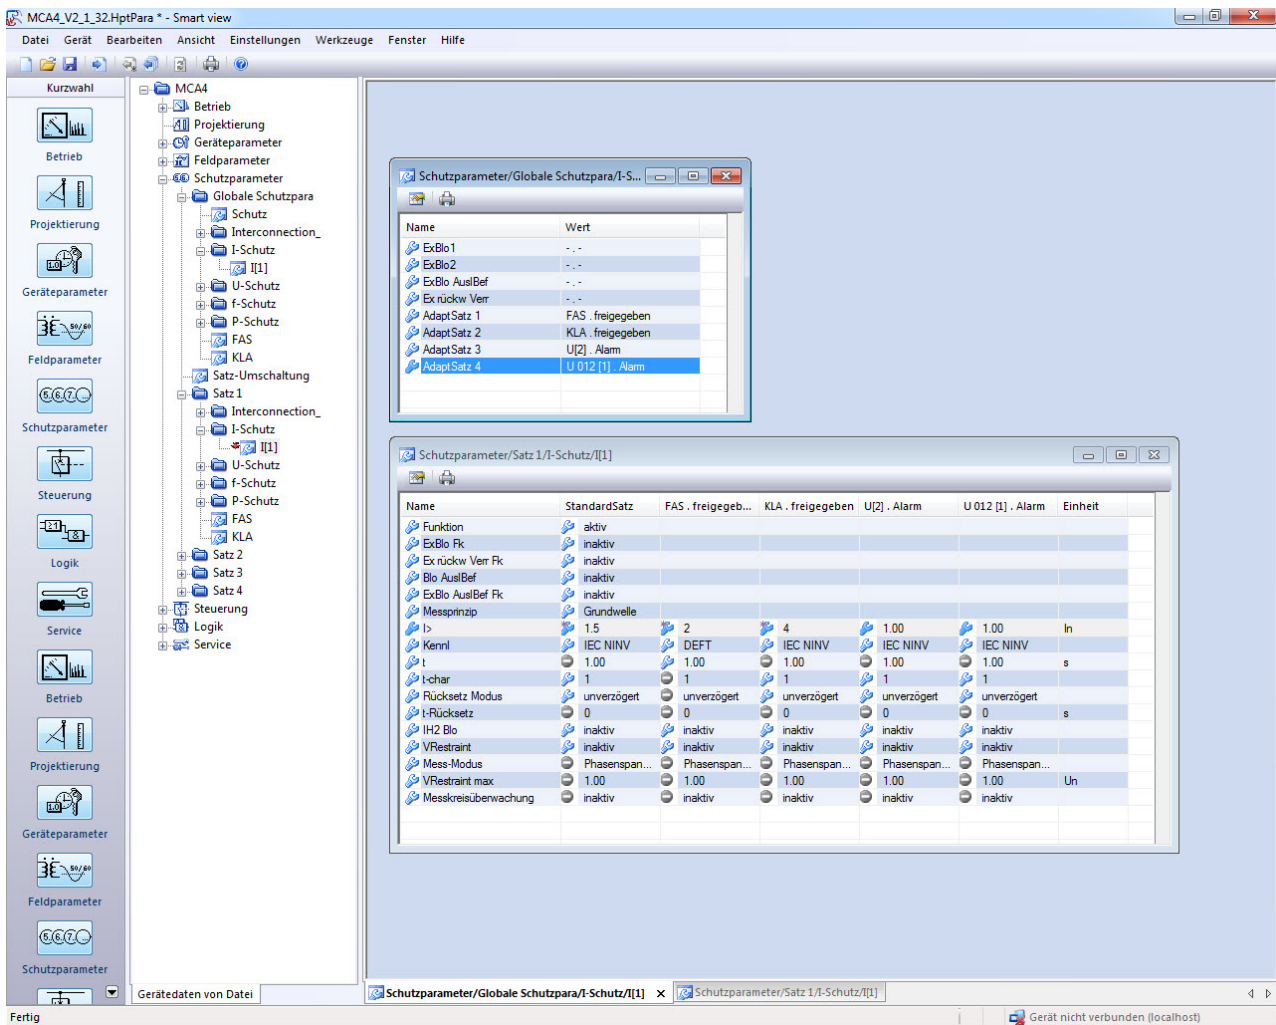 MCA4_V2_1_32.HptPara * - Smart view
Datei Gerät Bearbeiten Ansicht Einstellungen Werkzeuge Fenster Hilfe
Kurzwahl
Betrieb
Projektierung
Geräteparameter
Feldparameter
Schutzparameter
Steuerung
Logik
Service
Betrieb
Projektierung
Geräteparameter
Feldparameter
Schutzparameter
MCA4
Betrieb
Projektierung
Geräteparameter
Feldparameter
Schutzparameter
Globale Schutzpara
Schutz
Interconnection_
I-Schutz
I[1]
U-Schutz
f-Schutz
P-Schutz
FAS
KLA
Satz-Umschaltung
Satz 1
Interconnection_
I-Schutz
I[1]
U-Schutz
f-Schutz
P-Schutz
FAS
KLA
Satz 2
Satz 3
Satz 4
Steuerung
Logik
Service
Gerätedaten von Datei
Schutzparameter/Globale Schutzpara/I-S...
Name Wert
ExBlo1 - . -
ExBlo2 - . -
ExBlo AuslBef - . -
Ex rückw Verr - . -
AdaptSatz 1 FAS . freigegeben
AdaptSatz 2 KLA . freigegeben
AdaptSatz 3 U[2] . Alarm
AdaptSatz 4 U 012 [1] . Alarm
Schutzparameter/Satz 1/I-Schutz/I[1]
Name StandardSatz FAS . freigegeb... KLA . freigegeben U[2] . Alarm U 012 [1] . Alarm Einheit
Funktion aktiv
ExBlo Fk inaktiv
Ex rückw Verr Fk inaktiv
Blo AuslBef inaktiv
ExBlo AuslBef Fk inaktiv
Messprinzip Grundwelle
I> 1.5 2 4 1.00 1.00 In
Kennl IEC NINV DEFT IEC NINV IEC NINV IEC NINV
t 1.00 1.00 1.00 1.00 1.00 s
t-char 1 1 1 1 1
Rücksetz Modus unverzögert unverzögert unverzögert unverzögert unverzögert
t-Rücksetz 0 0 0 0 0 s
IH2 Blo inaktiv inaktiv inaktiv inaktiv inaktiv
VRestraint inaktiv inaktiv inaktiv inaktiv inaktiv
Mess-Modus Phasenspan... Phasenspan... Phasenspan... Phasenspan... Phasenspan...
VRestraint max 1.00 1.00 1.00 1.00 1.00 Un
Messkreisüberwachung inaktiv inaktiv inaktiv inaktiv inaktiv
Schutzparameter/Globale Schutzpara/I-Schutz/I[1] x Schutzparameter/Satz 1/I-Schutz/I[1]
Fertig Gerät nicht verbunden (localhost)